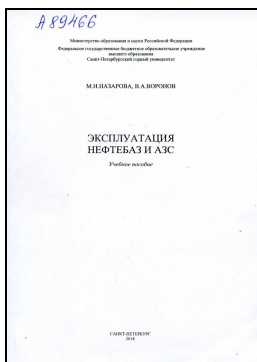 А 89466
Министерство образования и науки Российской Федерации
Федеральное государственное бюджетное образовательное учреждение
высшего образования
Санкт-Петербургский горный университет
М.Н.НАЗАРОВА, В.А.ВОРОНОВ
ЭКСПЛУАТАЦИЯ
НЕФТЕБАЗ И АЗС
Учебное пособие
САНКТ-ПЕТЕРБУРГ
2018